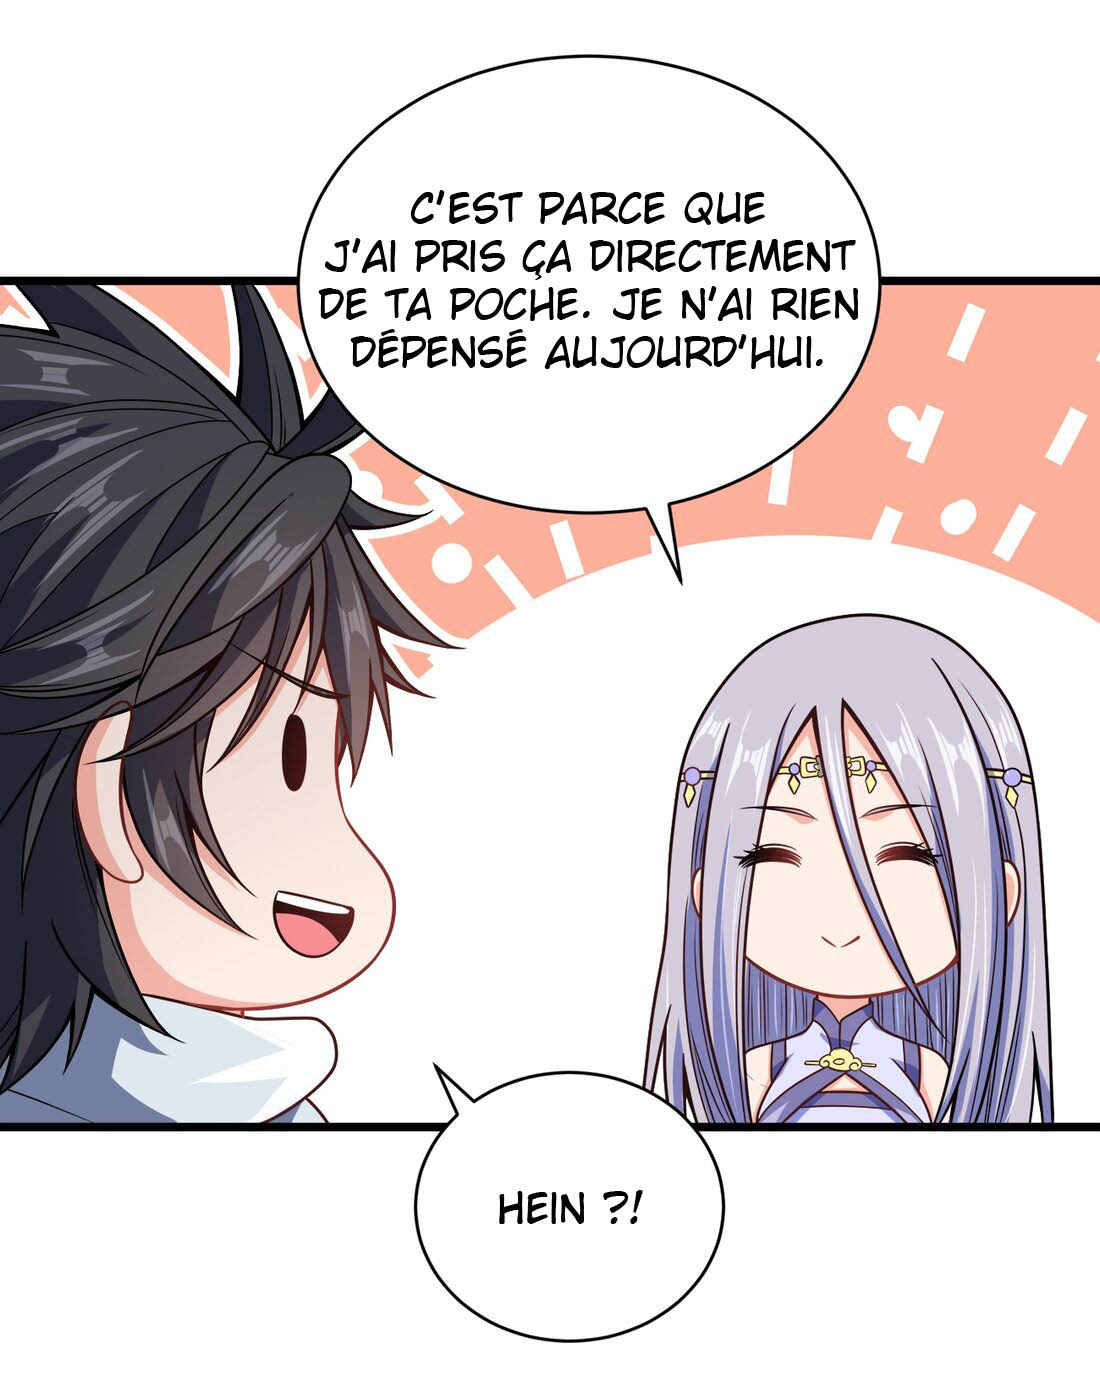 C'EST PARCE QUE
J'AI PRIS ÇA DIRECTEMENT
DE TA POCHE. JE N'AI RIEN
DÉPENSÉ AUJOURD'HUI.
HEIN ?!